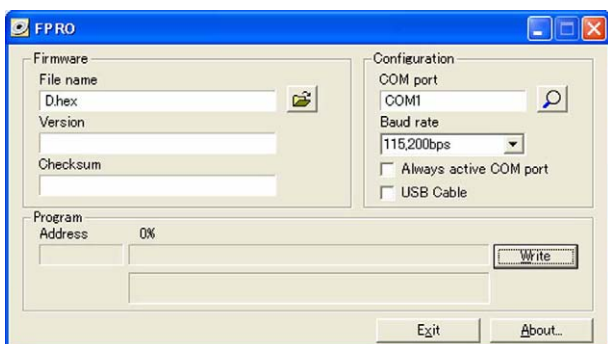 FPRO
Firmware
File name
D.hex
Version
Checksum
Configuration
COM port
COM1
Baud rate
115,200bps
Always active COM port
USB Cable
Program
Address 0%
Write
Exit About...